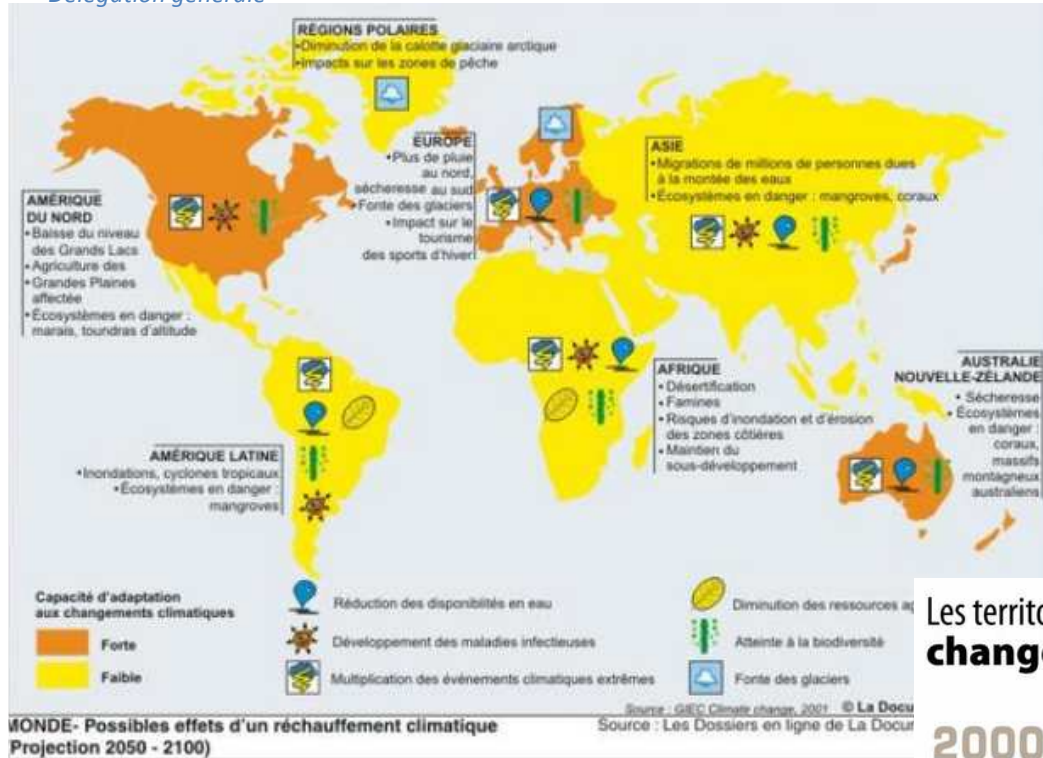 Délégation générale
RÉGIONS POLAIRES
•Diminution de la calotte glaciaire arctique
•Impacts sur les zones de pêche
EUROPE
•Plus de pluie
au nord,
sécheresse au sud
•Fonte des glaciers
•Impact sur le
tourisme
des sports d'hiver
ASIE
•Migrations de millions de personnes dues
à la montée des eaux
•Écosystèmes en danger : mangroves, coraux
AMÉRIQUE
DU NORD
•Baisse du niveau
des Grands Lacs
•Agriculture des
•Grandes Plaines
affectée
•Écosystèmes en danger :
marais, toundras d'altitude
AMÉRIQUE LATINE
•Inondations, cyclones tropicaux
•Écosystèmes en danger :
mangroves
AFRIQUE
• Désertification
• Famines
• Risques d'inondation et d'érosion
des zones côtières
• Maintien du
sous-développement
AUSTRALIE
NOUVELLE-ZÉLANDE
• Sécheresse
• Écosystèmes
en danger :
coraux,
massifs
montagneux
australiens
Capacité d'adaptation
aux changements climatiques
Forte
Faible
Réduction des disponibilités en eau
Développement des maladies infectieuses
Multiplication des événements climatiques extrêmes
Diminution des ressources
Atteinte à la biodiversité
Fonte des glaciers
Source : GIEC Climate change, 2001 © La Docu
MONDE- Possibles effets d'un réchauffement climatique
(Projection 2050 - 2100)
Source : Les Dossiers en ligne de La Docu
Les territo
change
2000